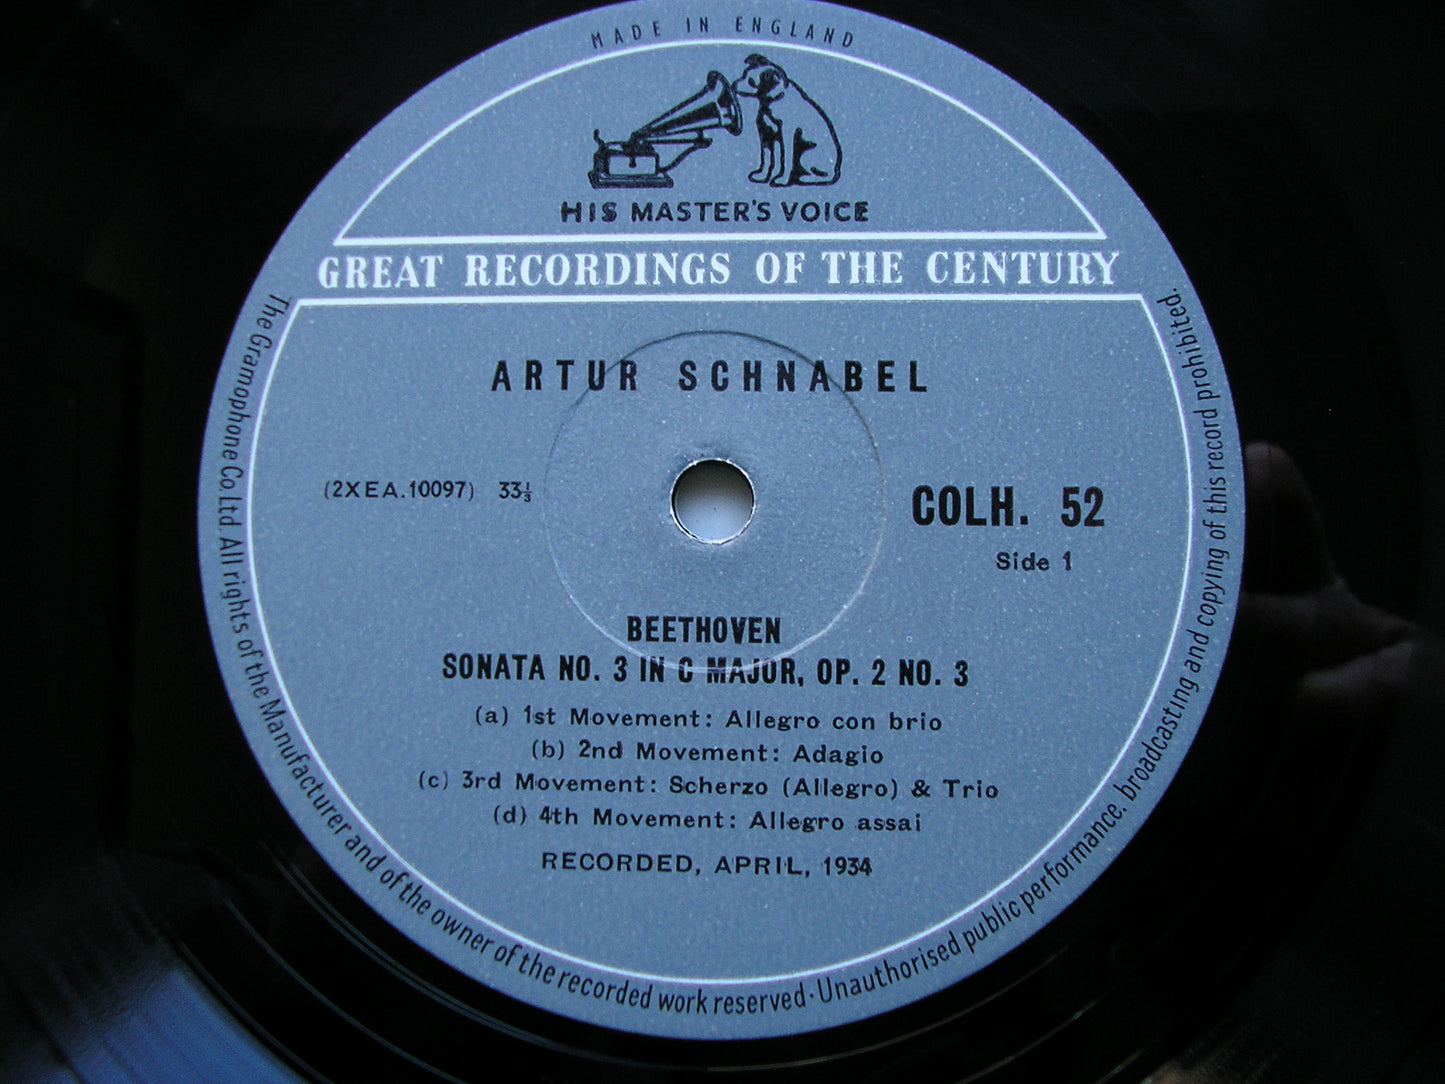 MADE IN ENGLAND
HIS MASTER'S VOICE
GREAT RECORDINGS OF THE CENTURY
ARTUR SCHNABEL
(2XEA.10097) 33⅓
COLH. 52
Side 1
BEETHOVEN
SONATA NO. 3 IN C MAJOR, OP. 2 NO. 3
(a) 1st Movement: Allegro con brio
(b) 2nd Movement: Adagio
(c) 3rd Movement: Scherzo (Allegro) & Trio
(d) 4th Movement: Allegro assai
RECORDED, APRIL, 1934
The Gramophone Co. Ltd. All rights of the Manufacturer and of the owner of the recorded work reserved · Unauthorised public performance, broadcasting and copying of this record prohibited.